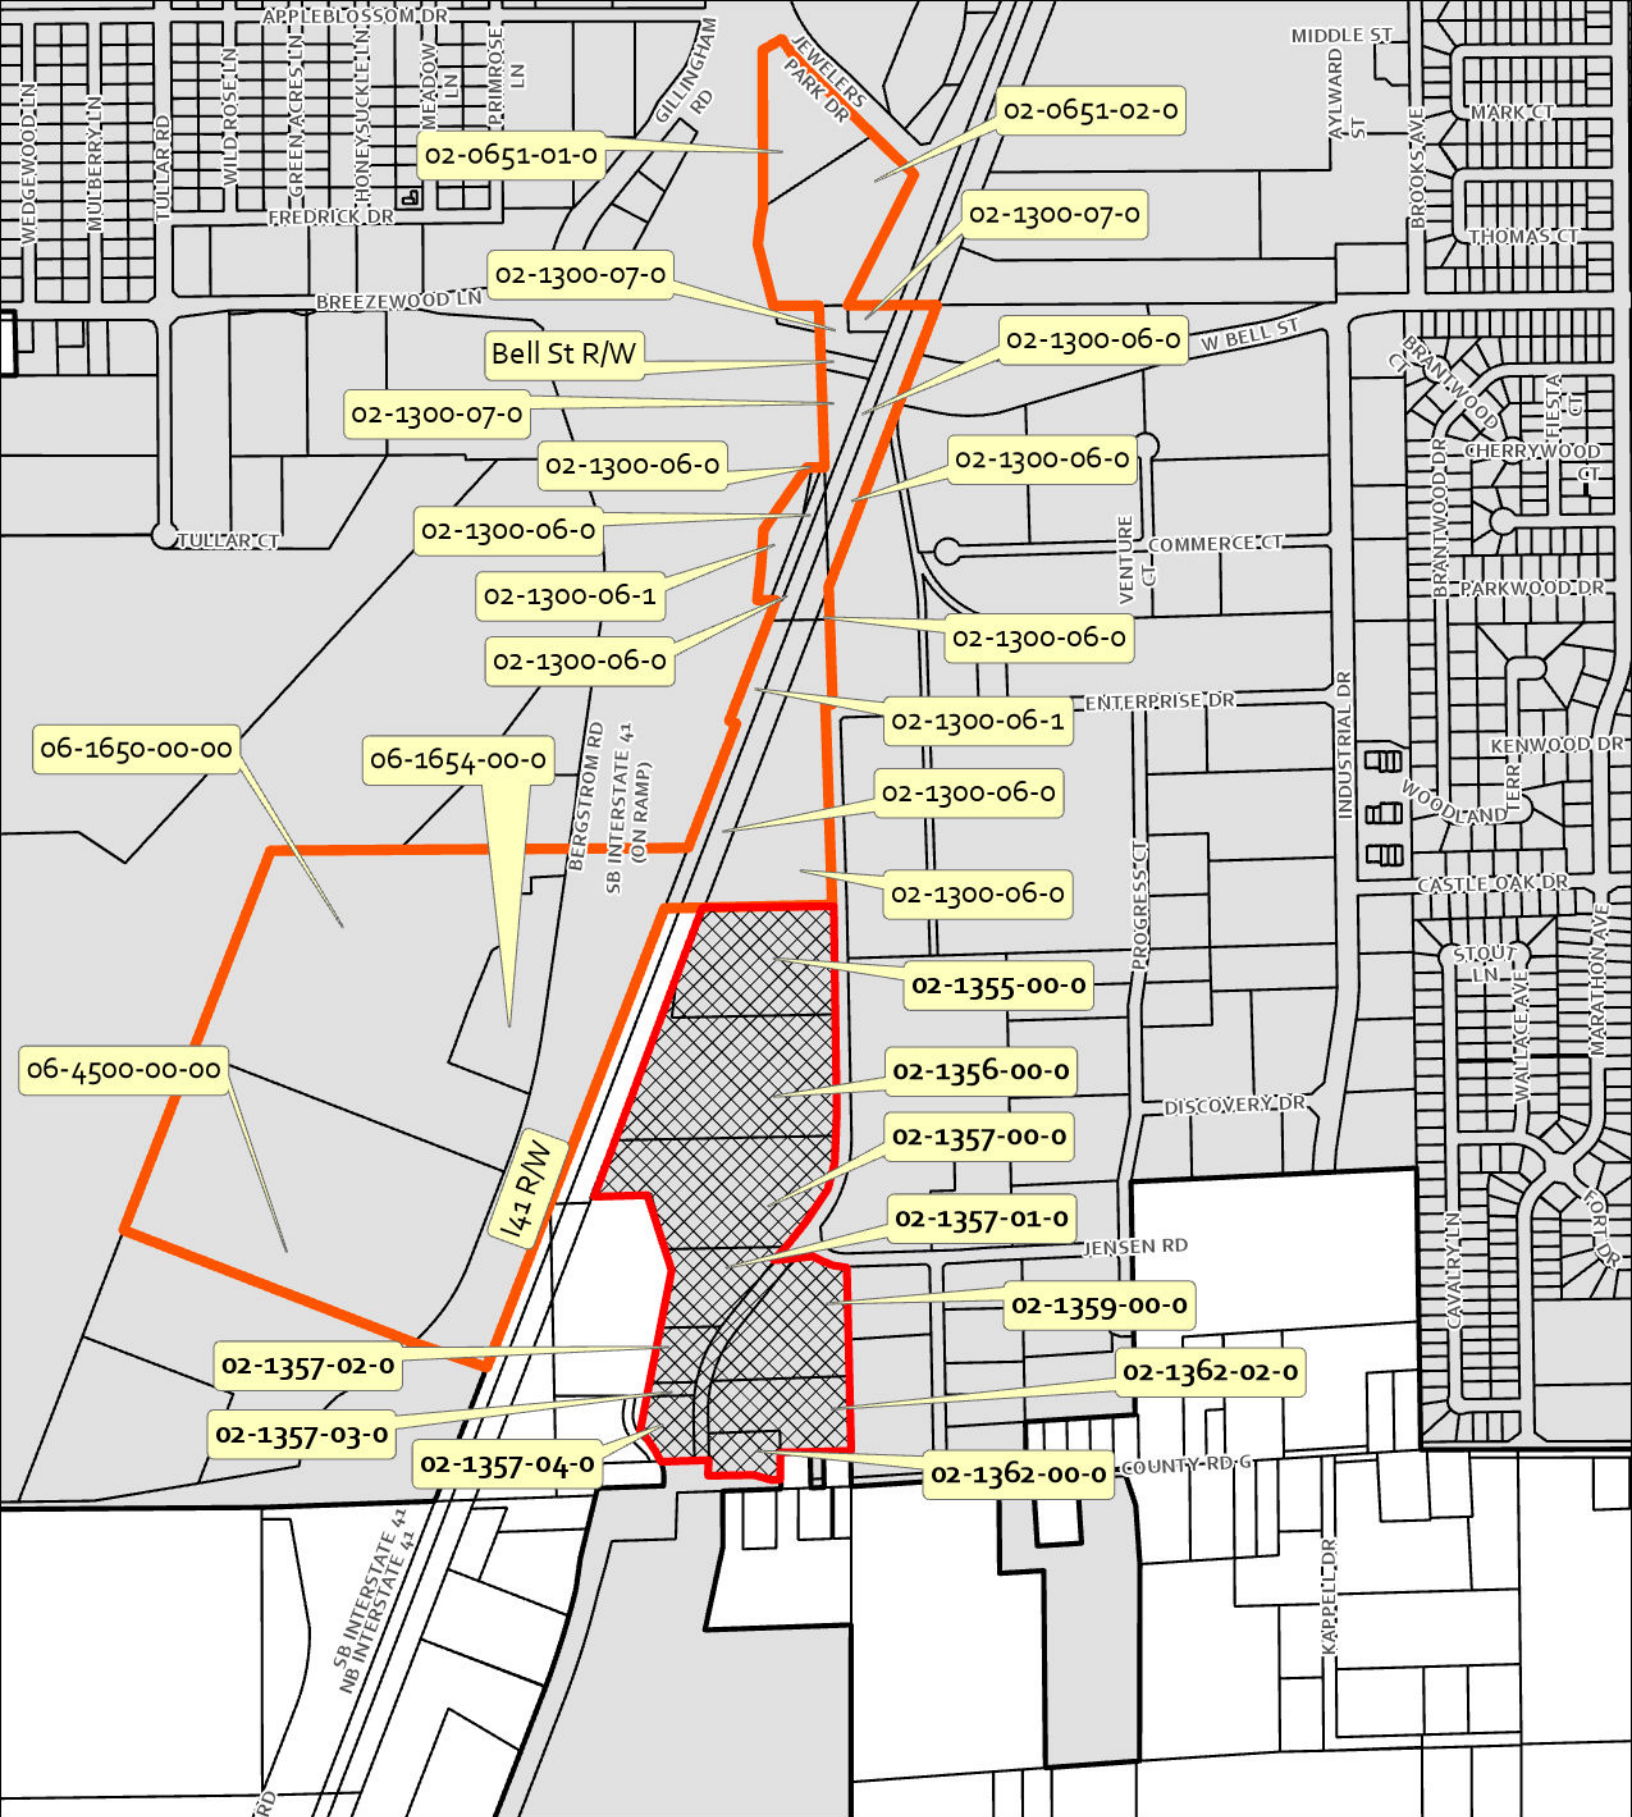 APPLEBLOSSOM DR
WEDGEWOOD LN
MULBERRY LN
TULLAR RD
WILDROSE LN
GREEN ACRES LN
HONEYSUCKLE LN
MEADOW
LN
PRIMROSE
LN
GILLINGHAM
RD
JEWELERS
PARK DR
MIDDLE ST
AYLWARD
ST
BROOKS AVE
MARK CT
THOMAS CT
02-0651-02-0
02-0651-01-0
FREDRICK DR
02-1300-07-0
02-1300-07-0
BREEZEWOOD LN
Bell St R/W
02-1300-06-0
W BELL ST
BRANTWOOD
CT
FIESTA
CT
02-1300-07-0
02-1300-06-0
02-1300-06-0
BRANTWOOD DR
CHERRYWOOD
CT
02-1300-06-0
TULLAR CT
VENTURE
CT
COMMERCE CT
02-1300-06-1
PARKWOOD DR
02-1300-06-0
02-1300-06-0
02-1300-06-1
ENTERPRISE DR
INDUSTRIAL DR
06-1650-00-00
06-1654-00-0
BERGSTROM RD
SB INTERSTATE 41
(ON RAMP)
KENWOOD DR
WOODLAND
TERR
02-1300-06-0
PROGRESS CT
02-1300-06-0
CASTLE OAK DR
STOUT
LN
WALLACE AVE
MARATHON AVE
02-1355-00-0
06-4500-00-00
02-1356-00-0
DISCOVERY DR
02-1357-00-0
I41 R/W
02-1357-01-0
JENSEN RD
CAVALRY LN
FORT DR
02-1359-00-0
02-1357-02-0
02-1362-02-0
02-1357-03-0
02-1357-04-0
02-1362-00-0
COUNTY RD G
SB INTERSTATE 41
NB INTERSTATE 41
KAPPELL DR
RD